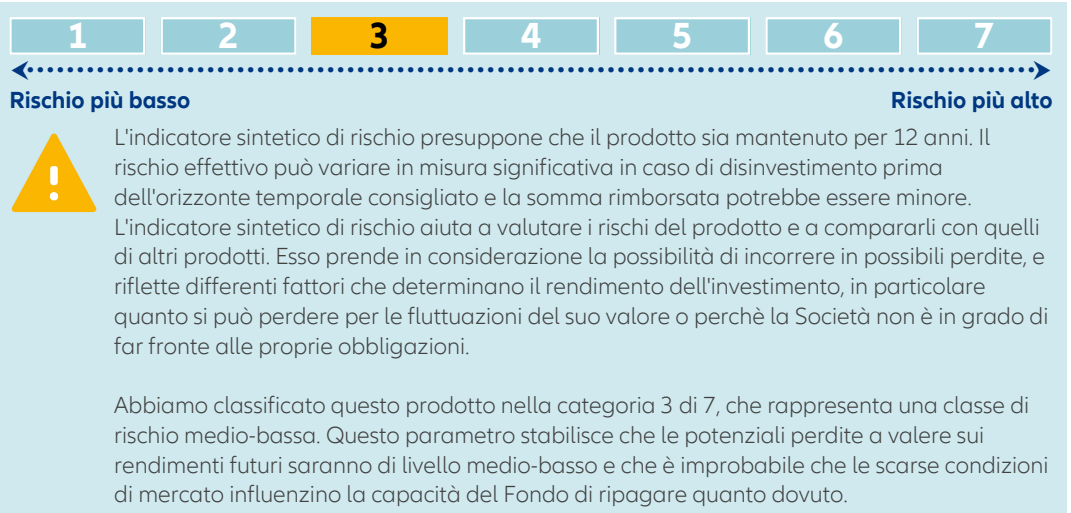 1 2 3 4 5 6 7
Rischio più basso Rischio più alto
L'indicatore sintetico di rischio presuppone che il prodotto sia mantenuto per 12 anni. Il
rischio effettivo può variare in misura significativa in caso di disinvestimento prima
dell'orizzonte temporale consigliato e la somma rimborsata potrebbe essere minore.
L'indicatore sintetico di rischio aiuta a valutare i rischi del prodotto e a compararli con quelli
di altri prodotti. Esso prende in considerazione la possibilità di incorrere in possibili perdite, e
riflette differenti fattori che determinano il rendimento dell'investimento, in particolare
quanto si può perdere per le fluttuazioni del suo valore o perchè la Società non è in grado di
far fronte alle proprie obbligazioni.
Abbiamo classificato questo prodotto nella categoria 3 di 7, che rappresenta una classe di
rischio medio-bassa. Questo parametro stabilisce che le potenziali perdite a valere sui
rendimenti futuri saranno di livello medio-basso e che è improbabile che le scarse condizioni
di mercato influenzino la capacità del Fondo di ripagare quanto dovuto.